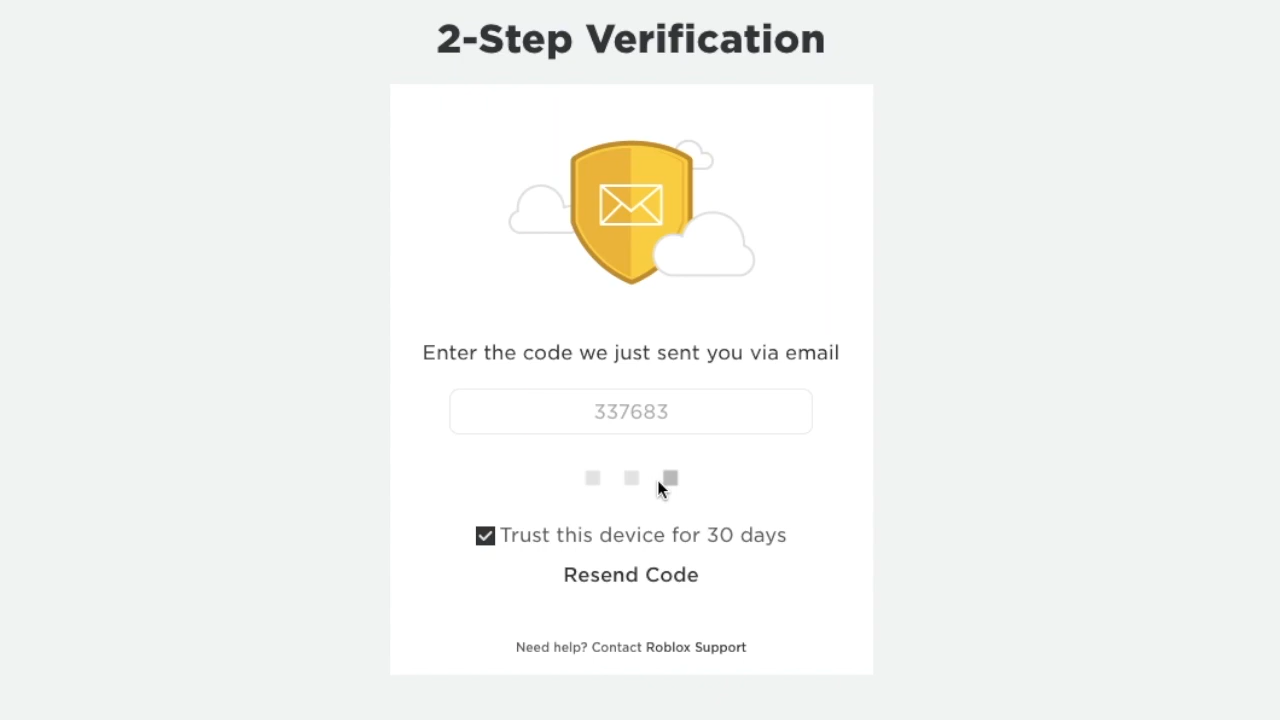 2-Step Verification
Enter the code we just sent you via email
337683
Trust this device for 30 days
Resend Code
Need help? Contact Roblox Support